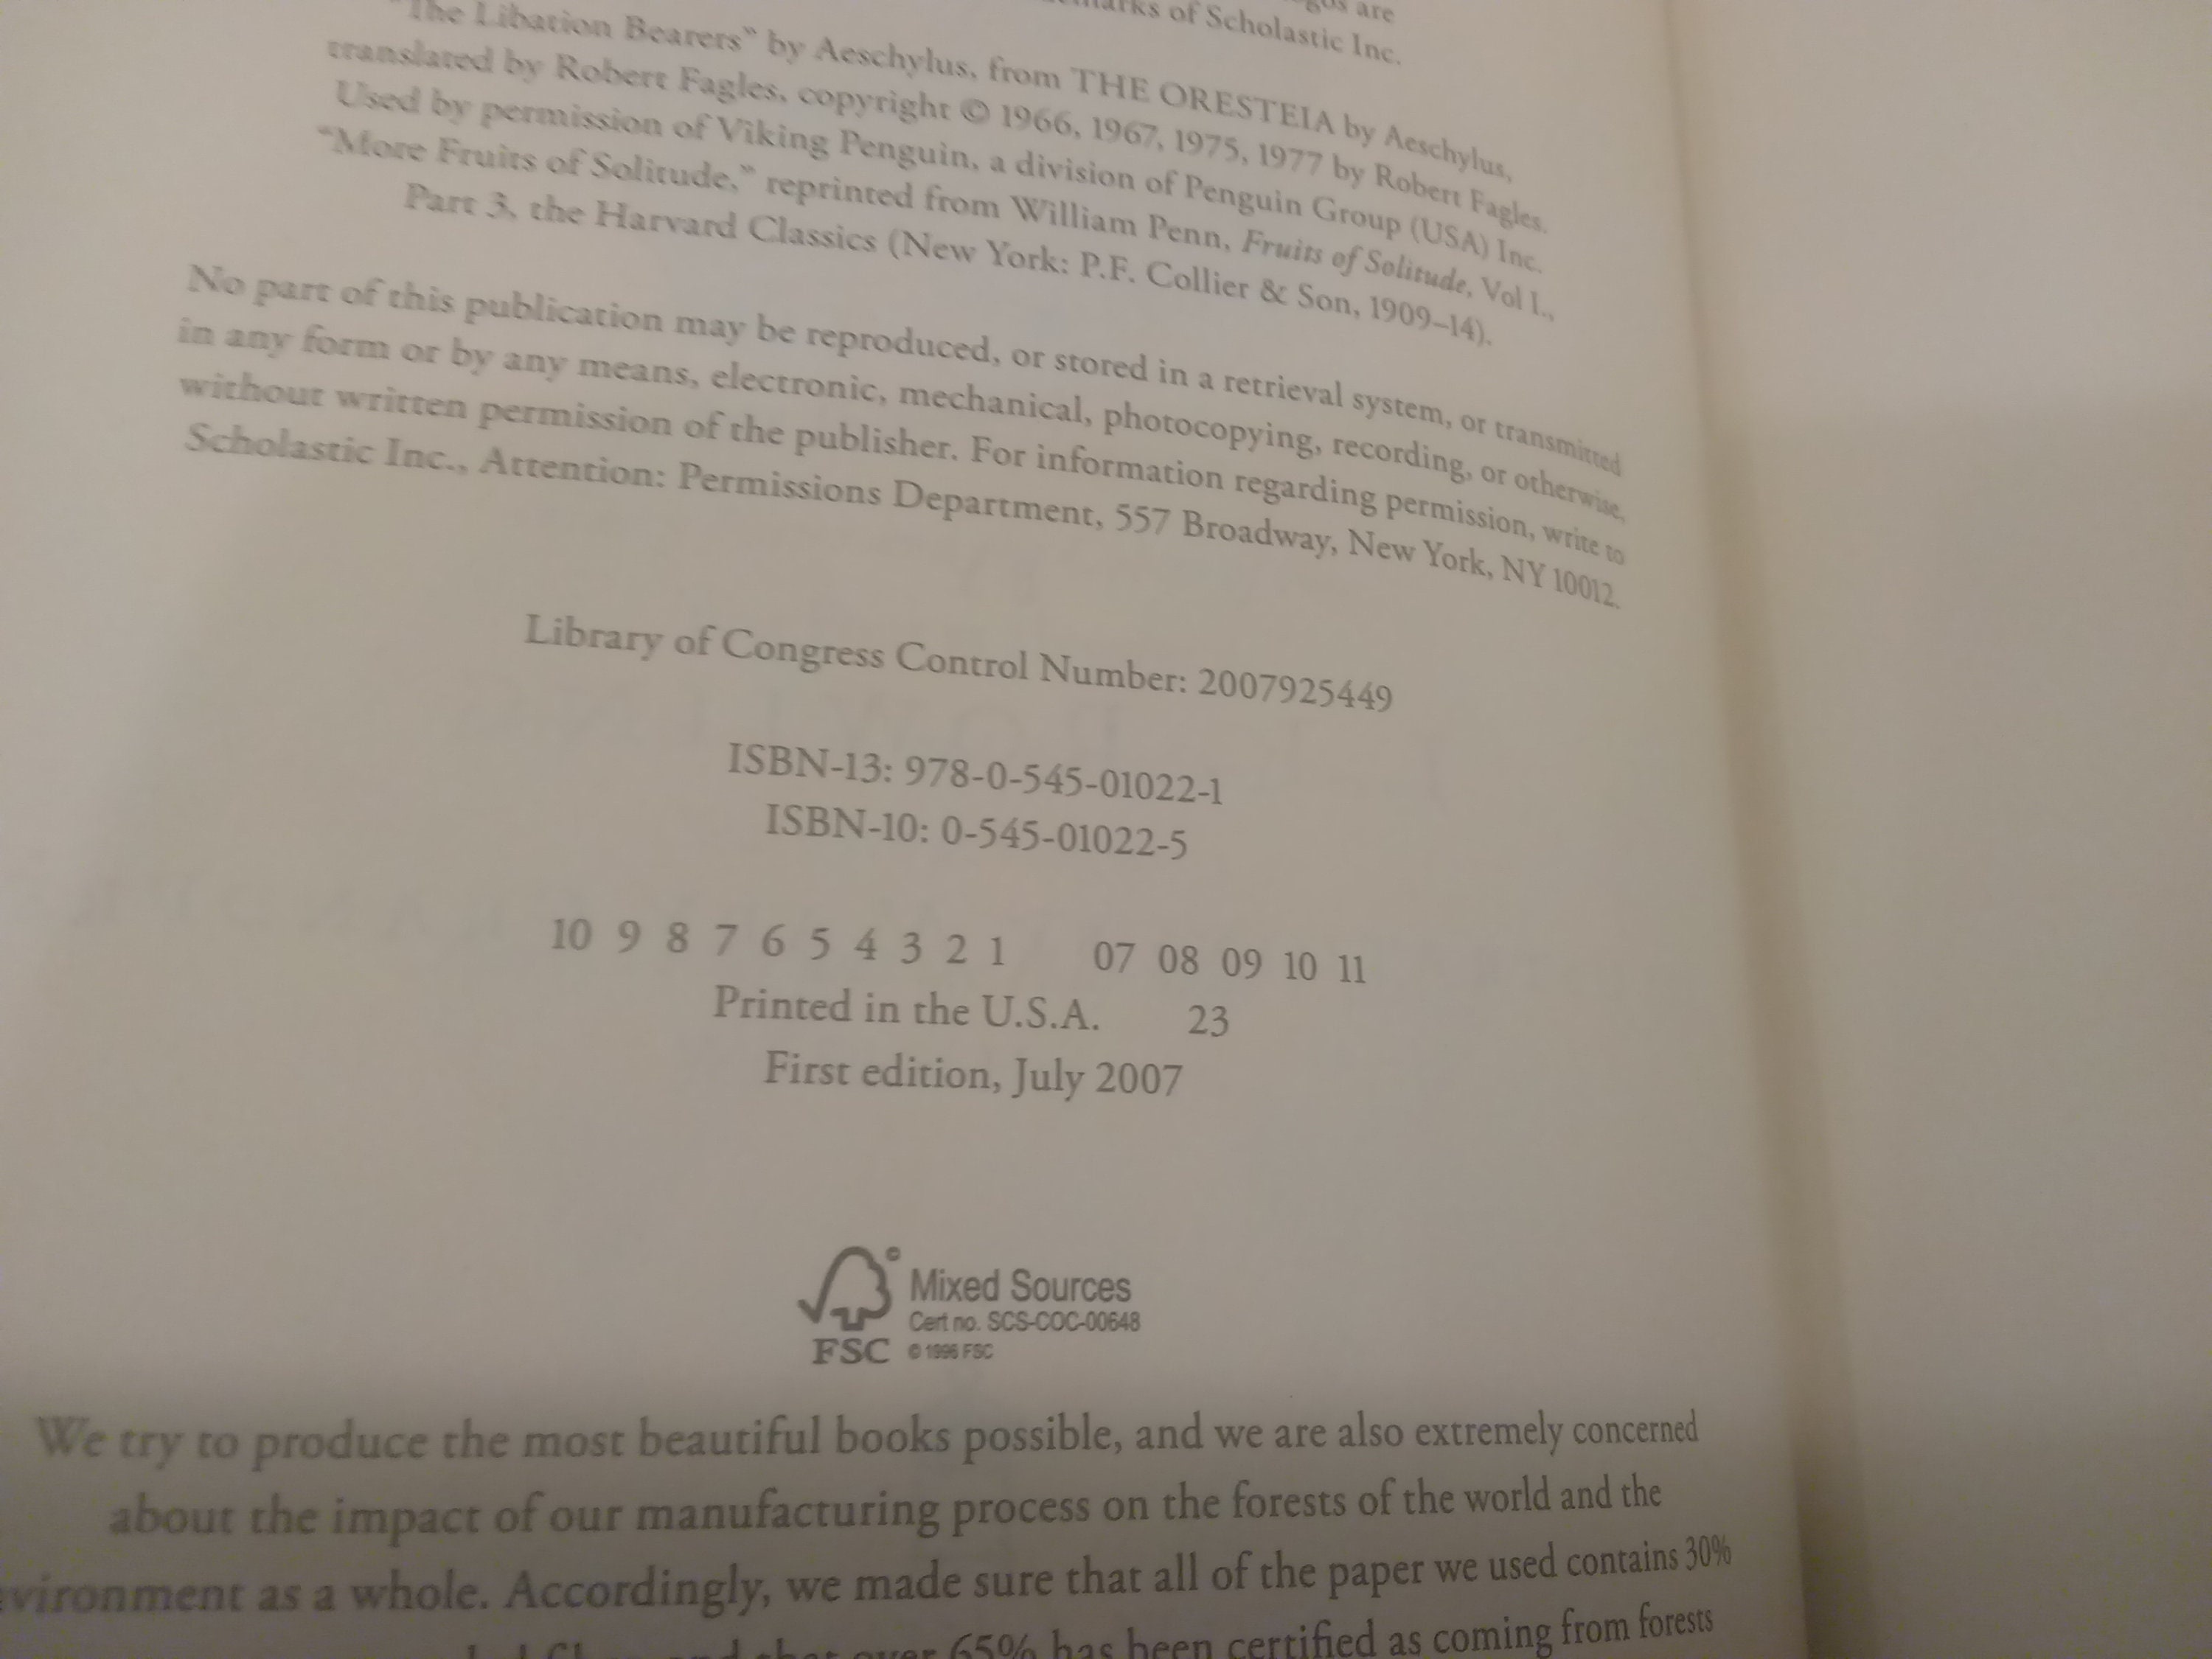 gos are
marks of Scholastic Inc.
"The Libation Bearers" by Aeschylus, from THE ORESTEIA by Aeschylus,
translated by Robert Fagles, copyright © 1966, 1967, 1975, 1977 by Robert Fagles.
Used by permission of Viking Penguin, a division of Penguin Group (USA) Inc.
"More Fruits of Solitude," reprinted from William Penn, Fruits of Solitude, Vol I.,
Part 3, the Harvard Classics (New York: P.F. Collier & Son, 1909–14).
No part of this publication may be reproduced, or stored in a retrieval system, or transmitted
in any form or by any means, electronic, mechanical, photocopying, recording, or otherwise,
without written permission of the publisher. For information regarding permission, write to
Scholastic Inc., Attention: Permissions Department, 557 Broadway, New York, NY 10012.
Library of Congress Control Number: 2007925449
ISBN-13: 978-0-545-01022-1
ISBN-10: 0-545-01022-5
10 9 8 7 6 5 4 3 2 1 07 08 09 10 11
Printed in the U.S.A. 23
First edition, July 2007
Mixed Sources
Cert no. SCS-COC-00648
FSC © 1996 FSC
We try to produce the most beautiful books possible, and we are also extremely concerned
about the impact of our manufacturing process on the forests of the world and the
vironment as a whole. Accordingly, we made sure that all of the paper we used contains 30%
and that over 65% has been certified as coming from forests